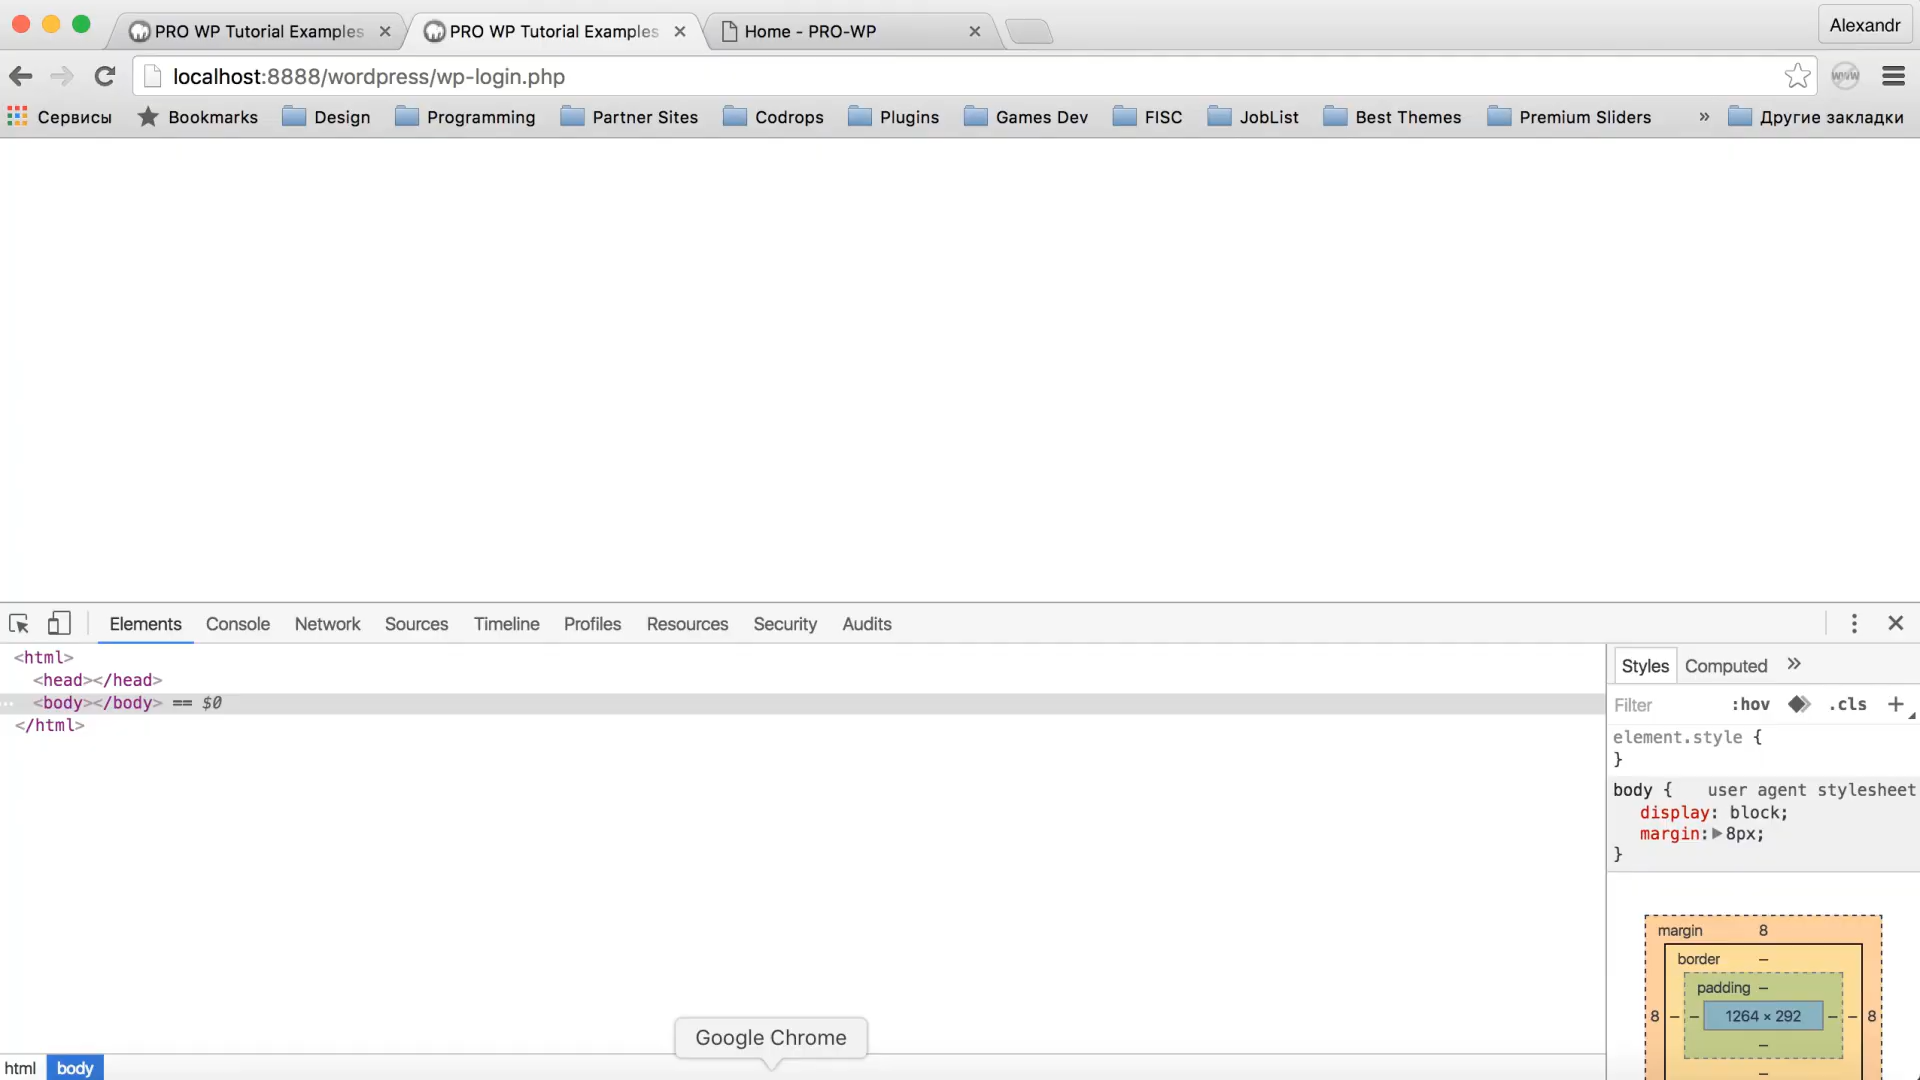 PRO WP Tutorial Examples
PRO WP Tutorial Examples
Home - PRO-WP
Alexandr
localhost:8888/wordpress/wp-login.php
www
Сервисы
Bookmarks
Design
Programming
Partner Sites
Codrops
Plugins
Games Dev
FISC
JobList
Best Themes
Premium Sliders
»
Другие закладки
Elements
Console
Network
Sources
Timeline
Profiles
Resources
Security
Audits
<html>
<head></head>
<body></body> == $0
</html>
Styles
Computed
»
Filter
:hov
.cls
+
element.style {
}
body {
user agent stylesheet
display: block;
margin: 8px;
}
margin
8
border
–
padding
–
8
–
–
1264 × 292
–
–
8
–
–
Google Chrome
html
body